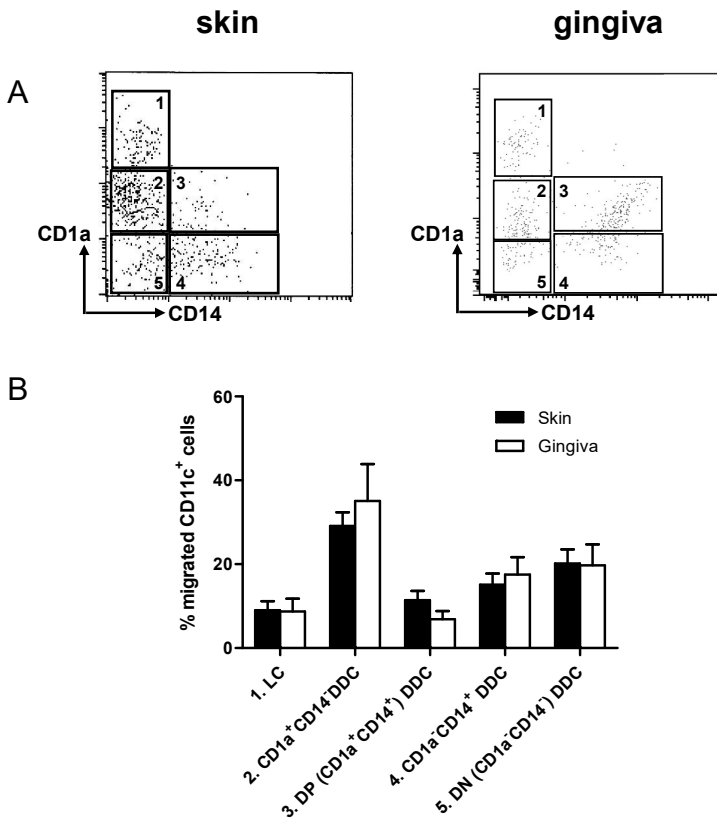 skin
gingiva
A
1
2
3
CD1a
5
4
CD14
1
2
3
CD1a
5
4
CD14
B
60
40
20
0
% migrated CD11c⁺ cells
Skin
Gingiva
1. LC
2. CD1a⁺CD14⁻DDC
3. DP (CD1a⁺CD14⁺) DDC
4. CD1a⁻CD14⁺ DDC
5. DN (CD1a⁻CD14⁻) DDC